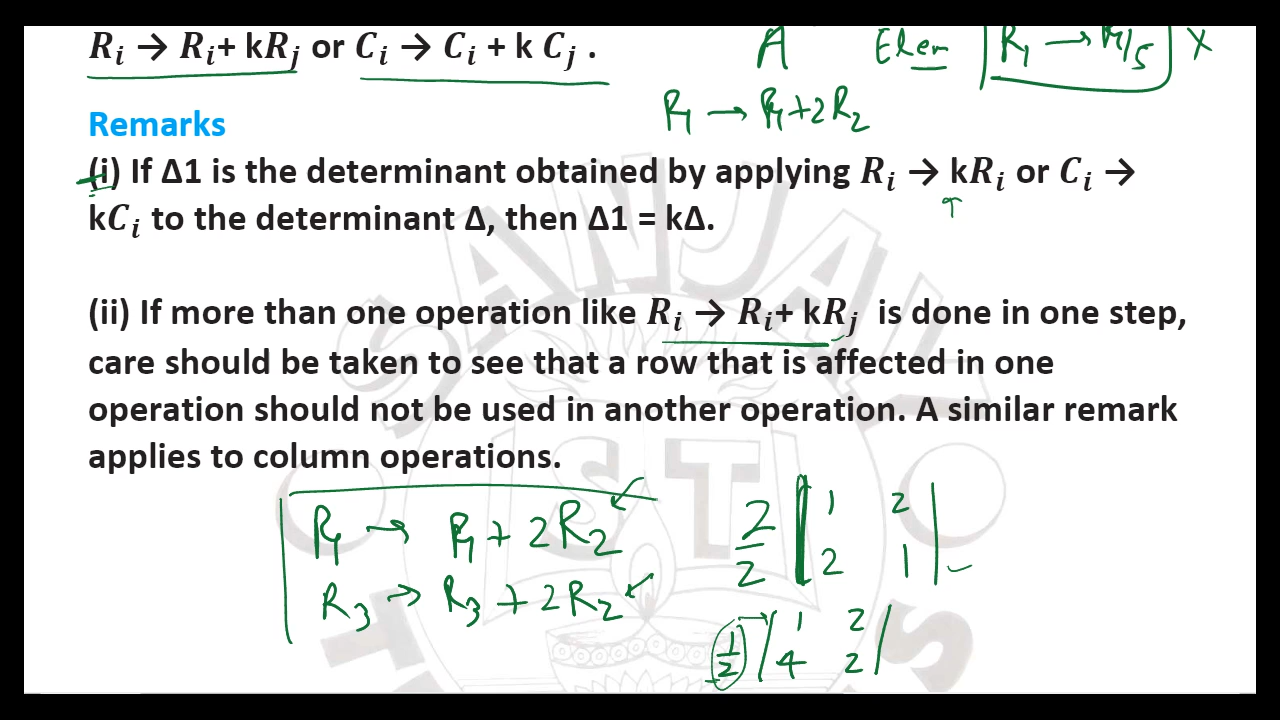 Rᵢ → Rᵢ+ kRⱼ or Cᵢ → Cᵢ + k Cⱼ .
A Elem R₁ → R₁/5 X
R₁ → R₁+2R₂
Remarks
(i) If Δ1 is the determinant obtained by applying Rᵢ → kRᵢ or Cᵢ →
kCᵢ to the determinant Δ, then Δ1 = kΔ.
(ii) If more than one operation like Rᵢ → Rᵢ+ kRⱼ is done in one step,
care should be taken to see that a row that is affected in one
operation should not be used in another operation. A similar remark
applies to column operations.
R₁ → R₁ + 2R₂
R₃ → R₃ + 2R₂
2/2 | 1 2
2 1 |
1/2 | 1 2
4 2 |
SANJAL
ST